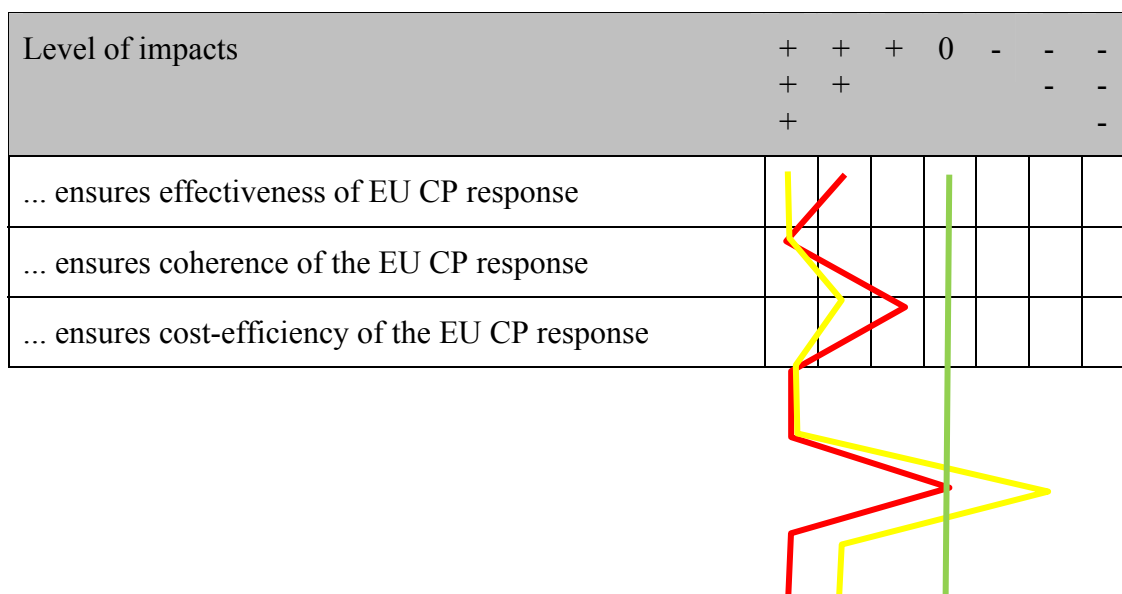 Level of impacts + + + 0 - - -
+ + - -
+ -
... ensures effectiveness of EU CP response
... ensures coherence of the EU CP response
... ensures cost-efficiency of the EU CP response